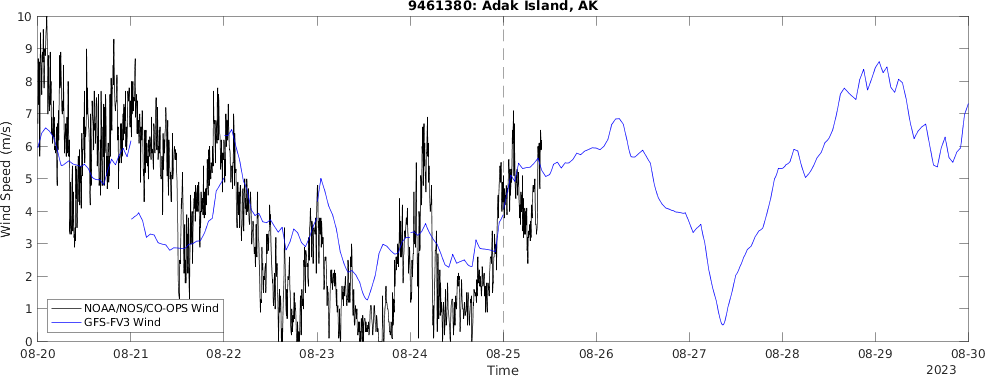 9461380: Adak Island, AK
Wind Speed (m/s)
10
9
8
7
6
5
4
3
2
1
0
NOAA/NOS/CO-OPS Wind
GFS-FV3 Wind
08-20 08-21 08-22 08-23 08-24 08-25 08-26 08-27 08-28 08-29 08-30
Time
2023